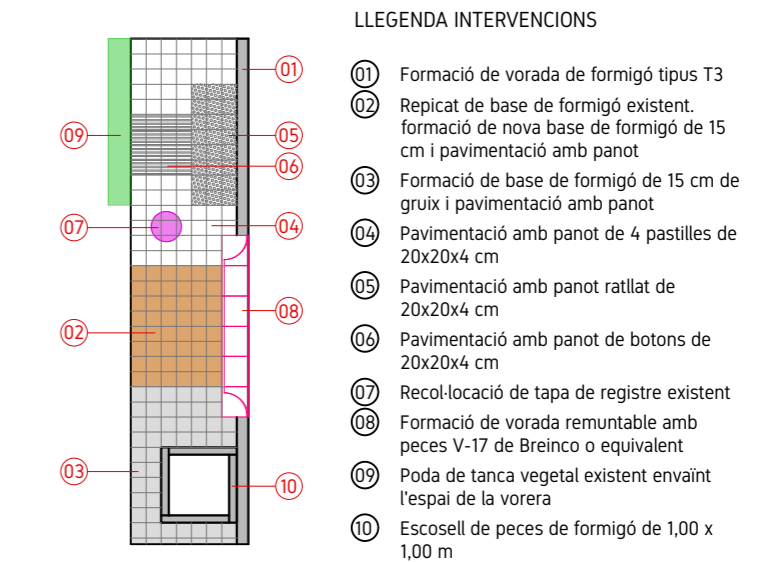 LLEGENDA INTERVENCIONS
01 Formació de vorada de formigó tipus T3
02 Repicat de base de formigó existent.
formació de nova base de formigó de 15
cm i pavimentació amb panot
03 Formació de base de formigó de 15 cm de
gruix i pavimentació amb panot
04 Pavimentació amb panot de 4 pastilles de
20x20x4 cm
05 Pavimentació amb panot ratllat de
20x20x4 cm
06 Pavimentació amb panot de botons de
20x20x4 cm
07 Recol·locació de tapa de registre existent
08 Formació de vorada remuntable amb
peces V-17 de Breinco o equivalent
09 Poda de tanca vegetal existent envaïnt
l'espai de la vorera
10 Escosell de peces de formigó de 1,00 x
1,00 m
01
09
05
06
07
04
08
02
03
10